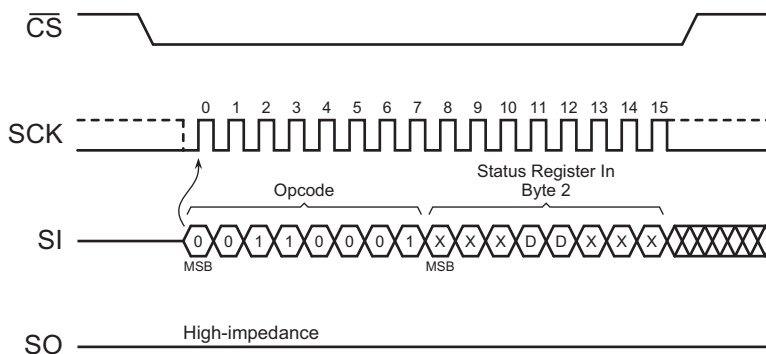 CS
0 1 2 3 4 5 6 7 8 9 10 11 12 13 14 15
SCK
Opcode
Status Register In
Byte 2
SI
0 0 1 1 0 0 0 1 X X X D D X X X
MSB MSB
High-impedance
SO